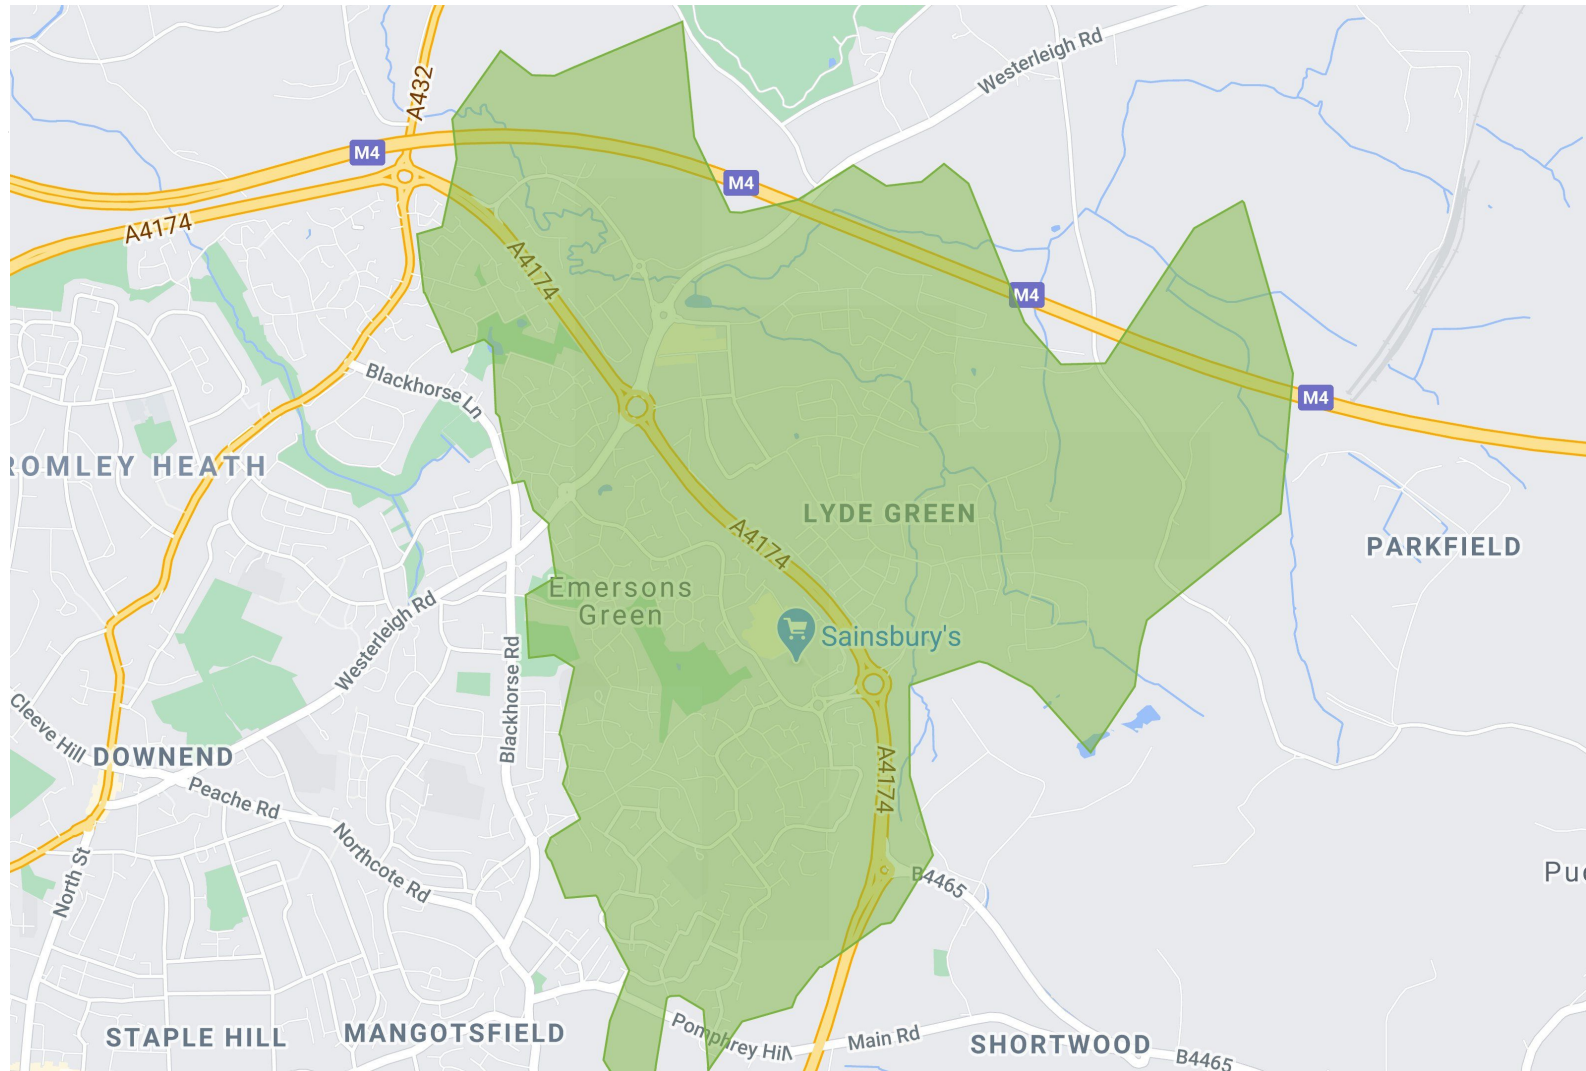 A432
Westerleigh Rd
M4
M4
A4174
A4174
M4
Blackhorse Ln
M4
ROMLEY HEATH
LYDE GREEN
A4174
PARKFIELD
Emersons
Green
Sainsbury's
Westerleigh Rd
Blackhorse Rd
Cleeve Hill
DOWNEND
A4174
Peache Rd
Northcote Rd
North St
B4465
Puc
STAPLE HILL
MANGOTSFIELD
Pomphrey Hill
Main Rd
SHORTWOOD
B4465